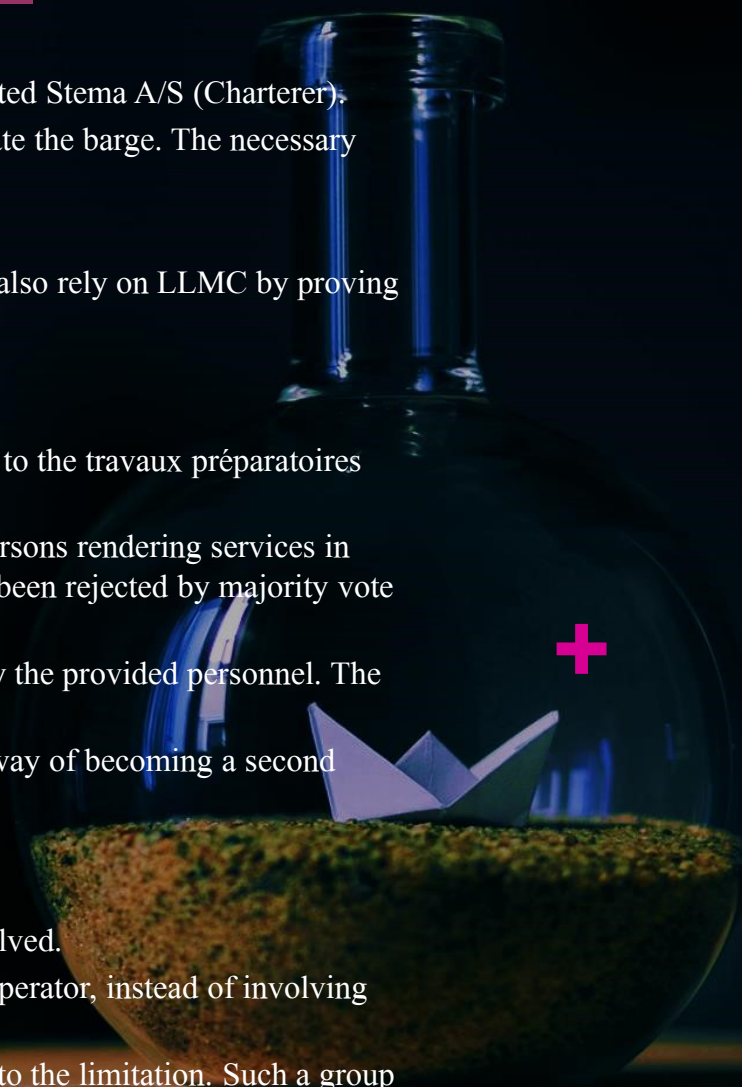 ted Stema A/S (Charterer).
te the barge. The necessary
also rely on LLMC by proving
to the travaux préparatoires
rsons rendering services in
been rejected by majority vote
y the provided personnel. The
vay of becoming a second
lved.
perator, instead of involving
to the limitation. Such a group